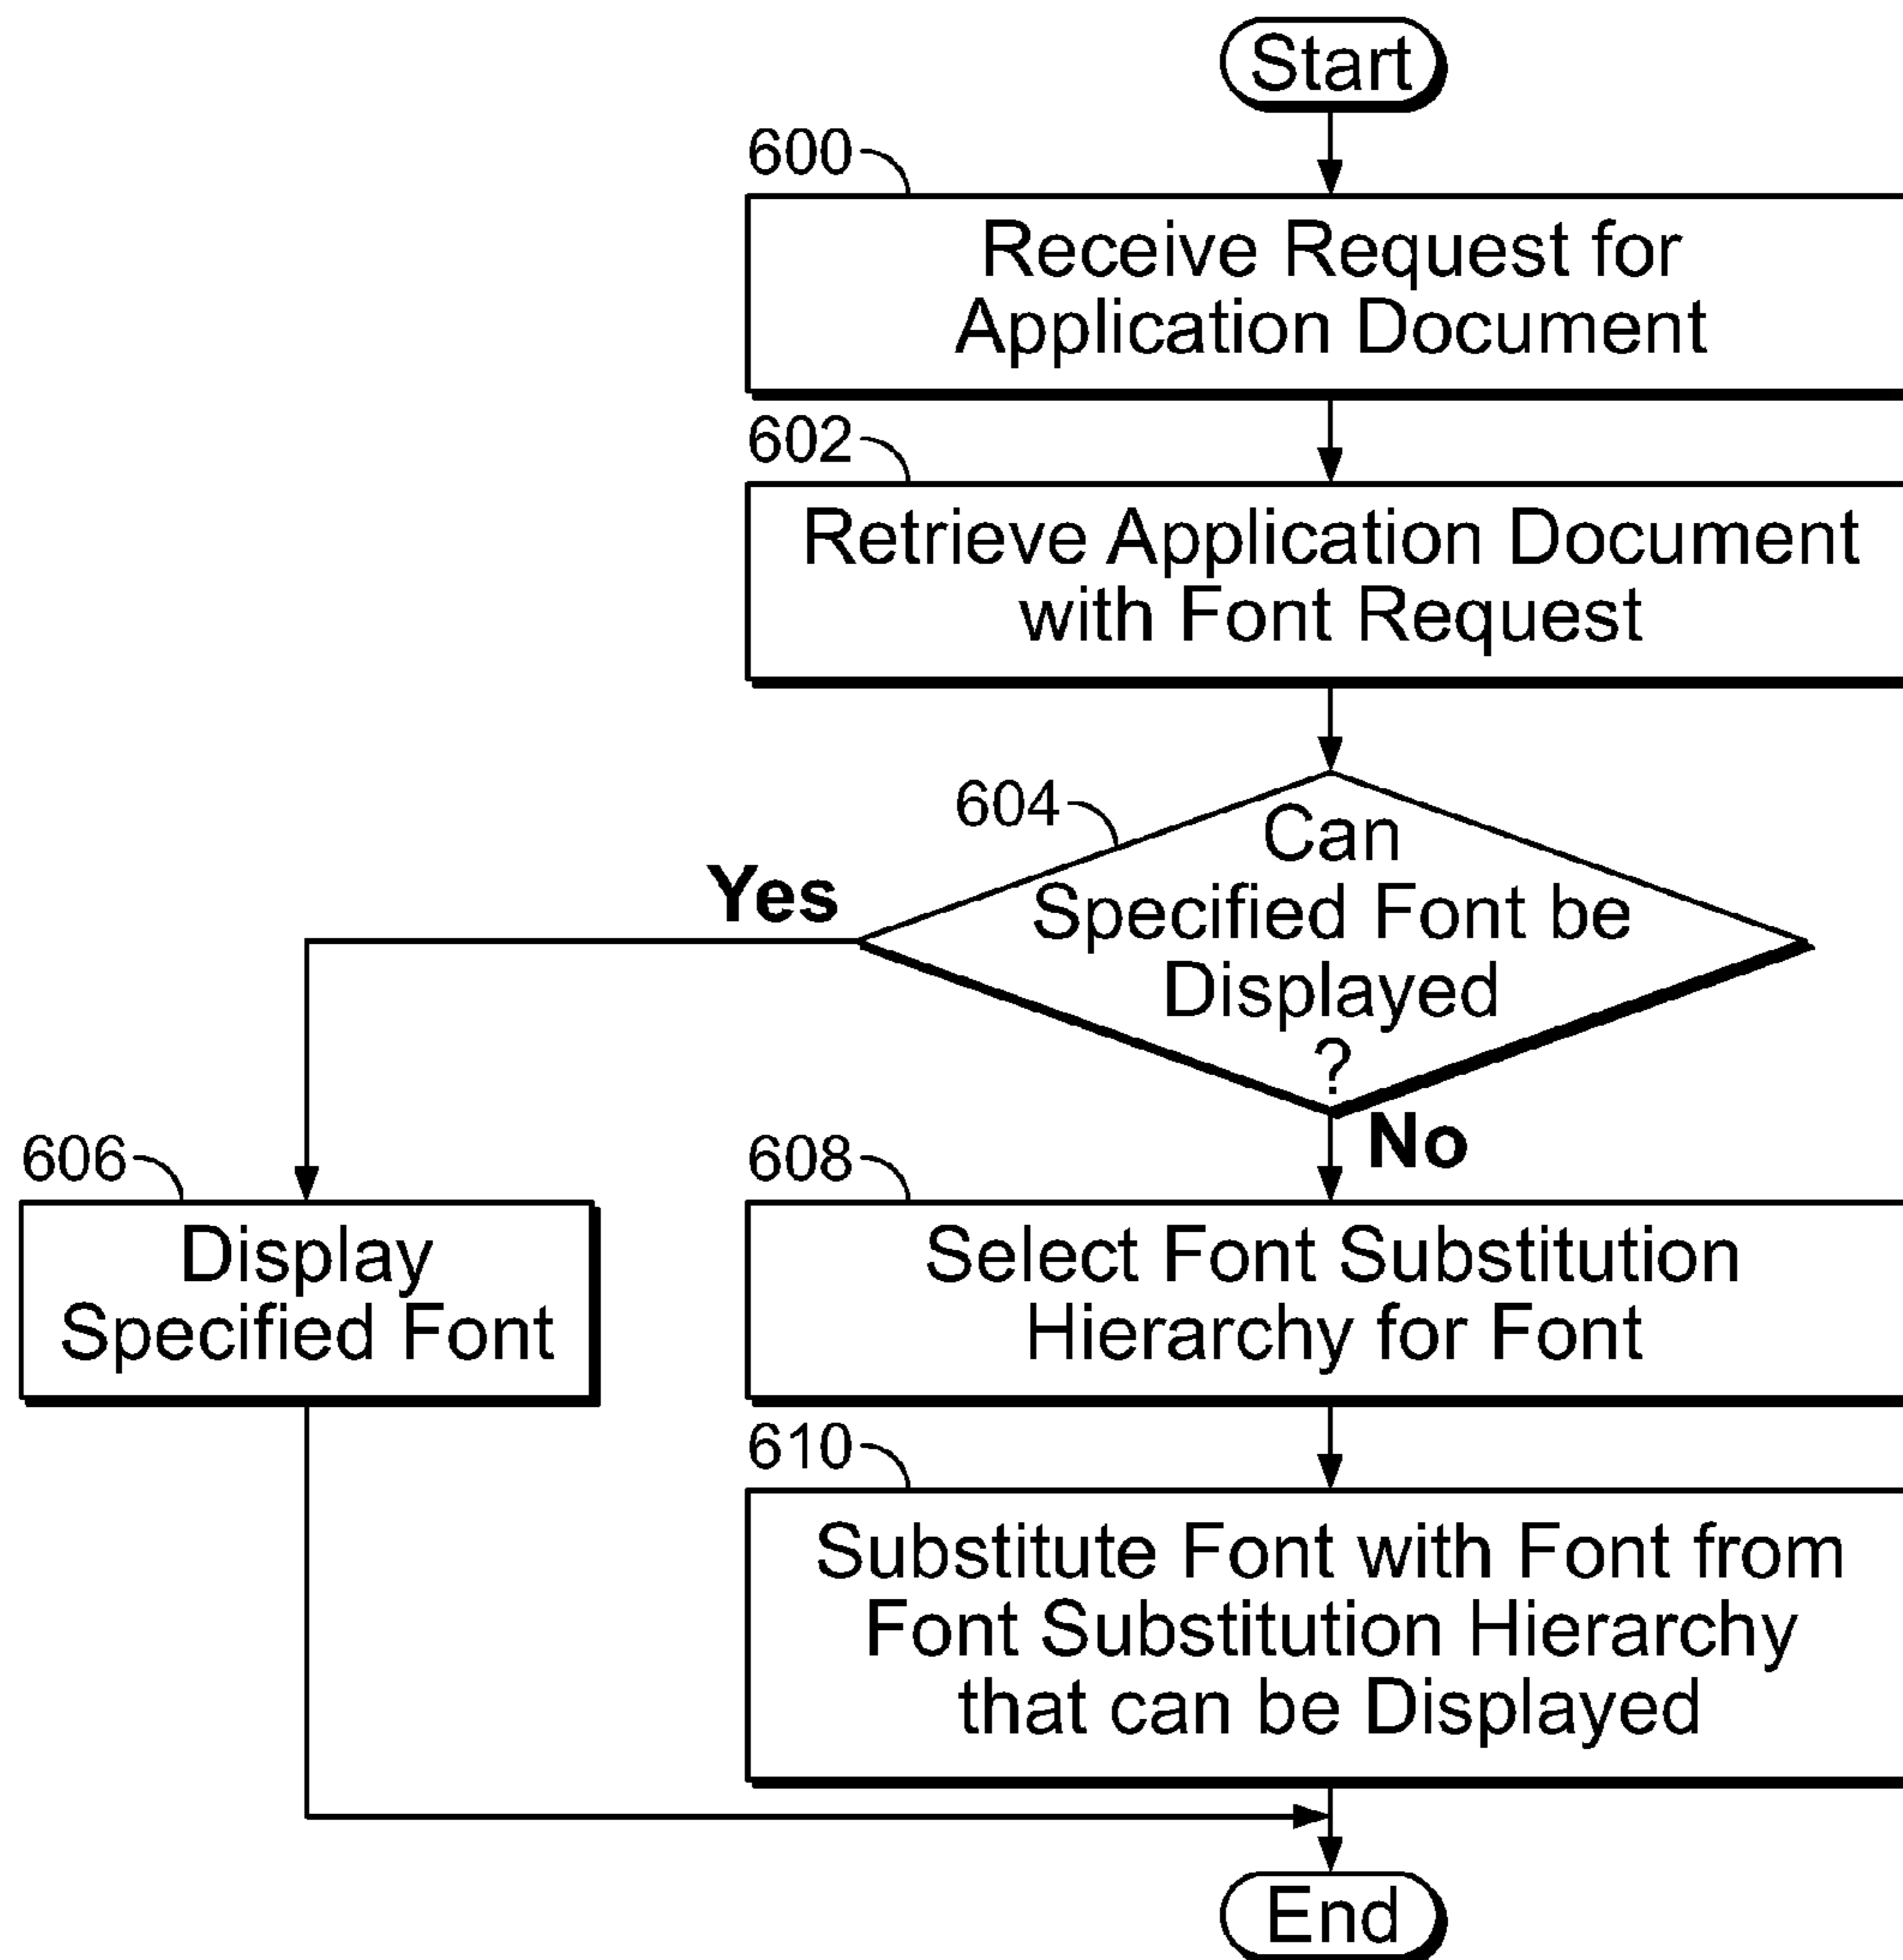 Start
600
Receive Request for
Application Document
602
Retrieve Application Document
with Font Request
604
Can
Specified Font be
Displayed
?
Yes
No
606
Display
Specified Font
608
Select Font Substitution
Hierarchy for Font
610
Substitute Font with Font from
Font Substitution Hierarchy
that can be Displayed
End